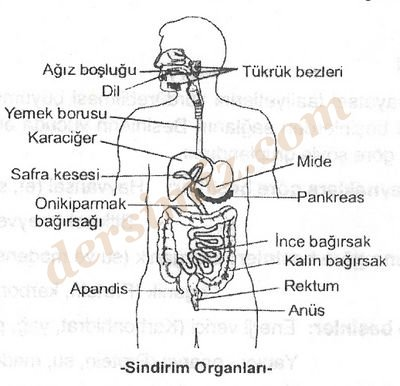 Ağız boşluğu
Dil
Tükrük bezleri
Yemek borusu
Karaciğer
Safra kesesi
Mide
Pankreas
Onikiparmak
bağırsağı
İnce bağırsak
Kalın bağırsak
Apandis
Rektum
Anüs
-Sindirim Organları-
dersimiz.com